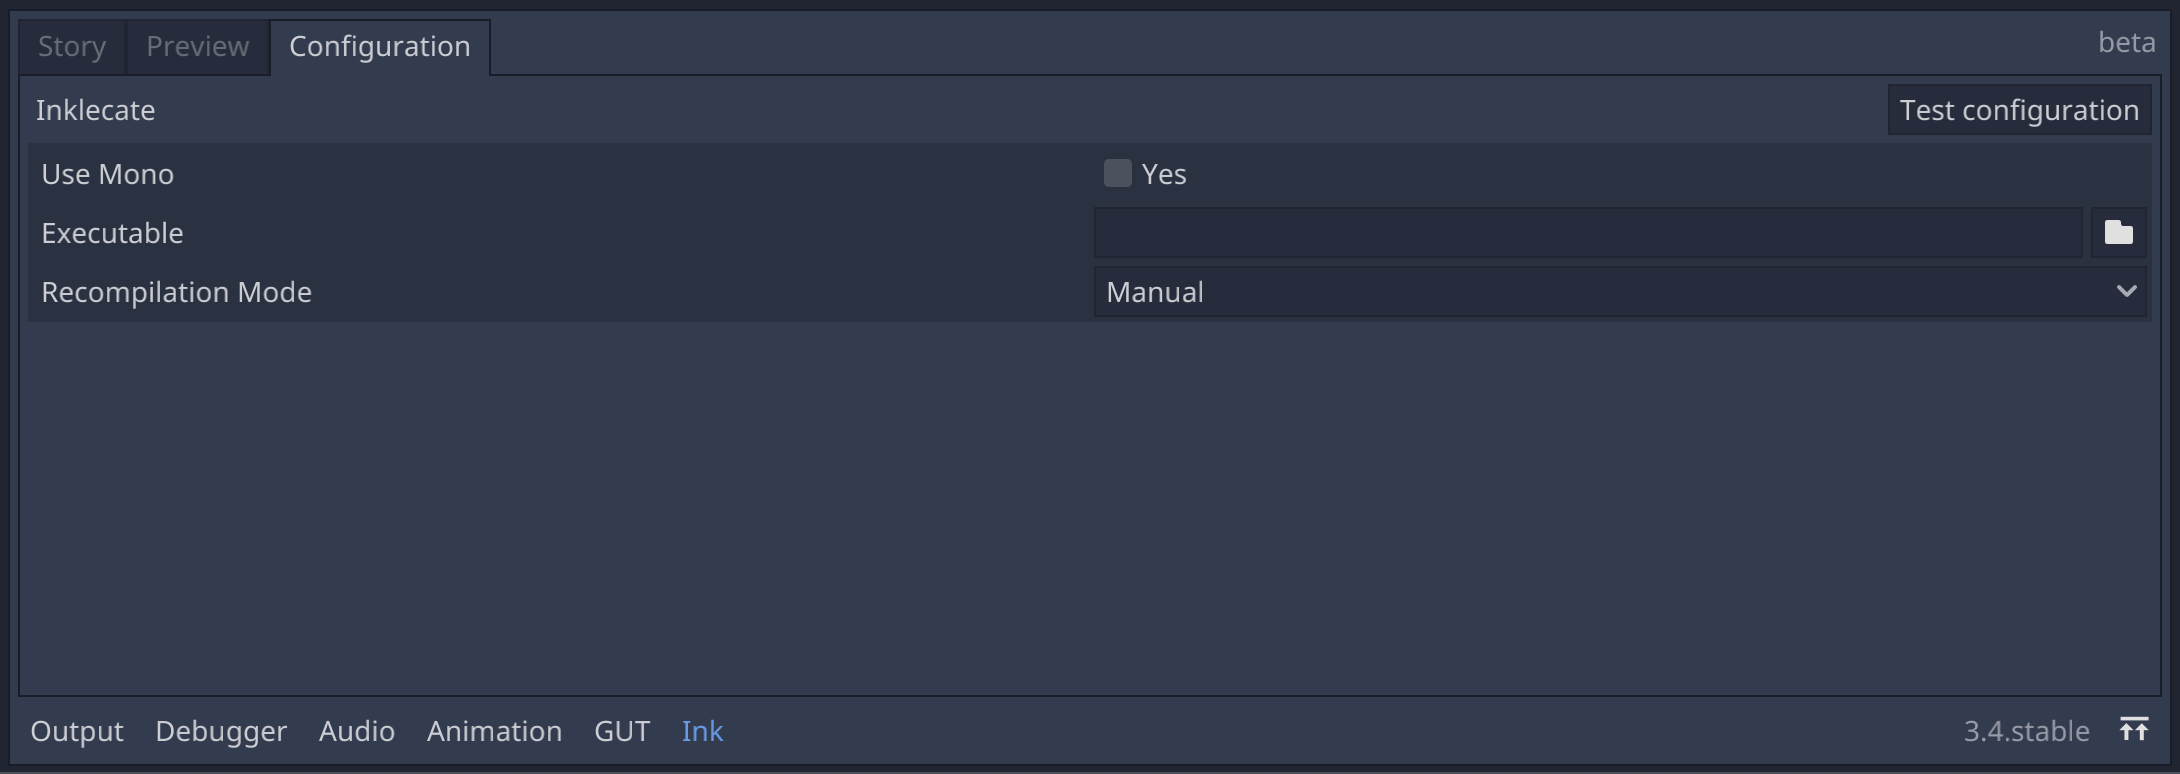 Story Preview Configuration beta
Inklecate Test configuration
Use Mono Yes
Executable
Recompilation Mode Manual
Output Debugger Audio Animation GUT Ink 3.4.stable